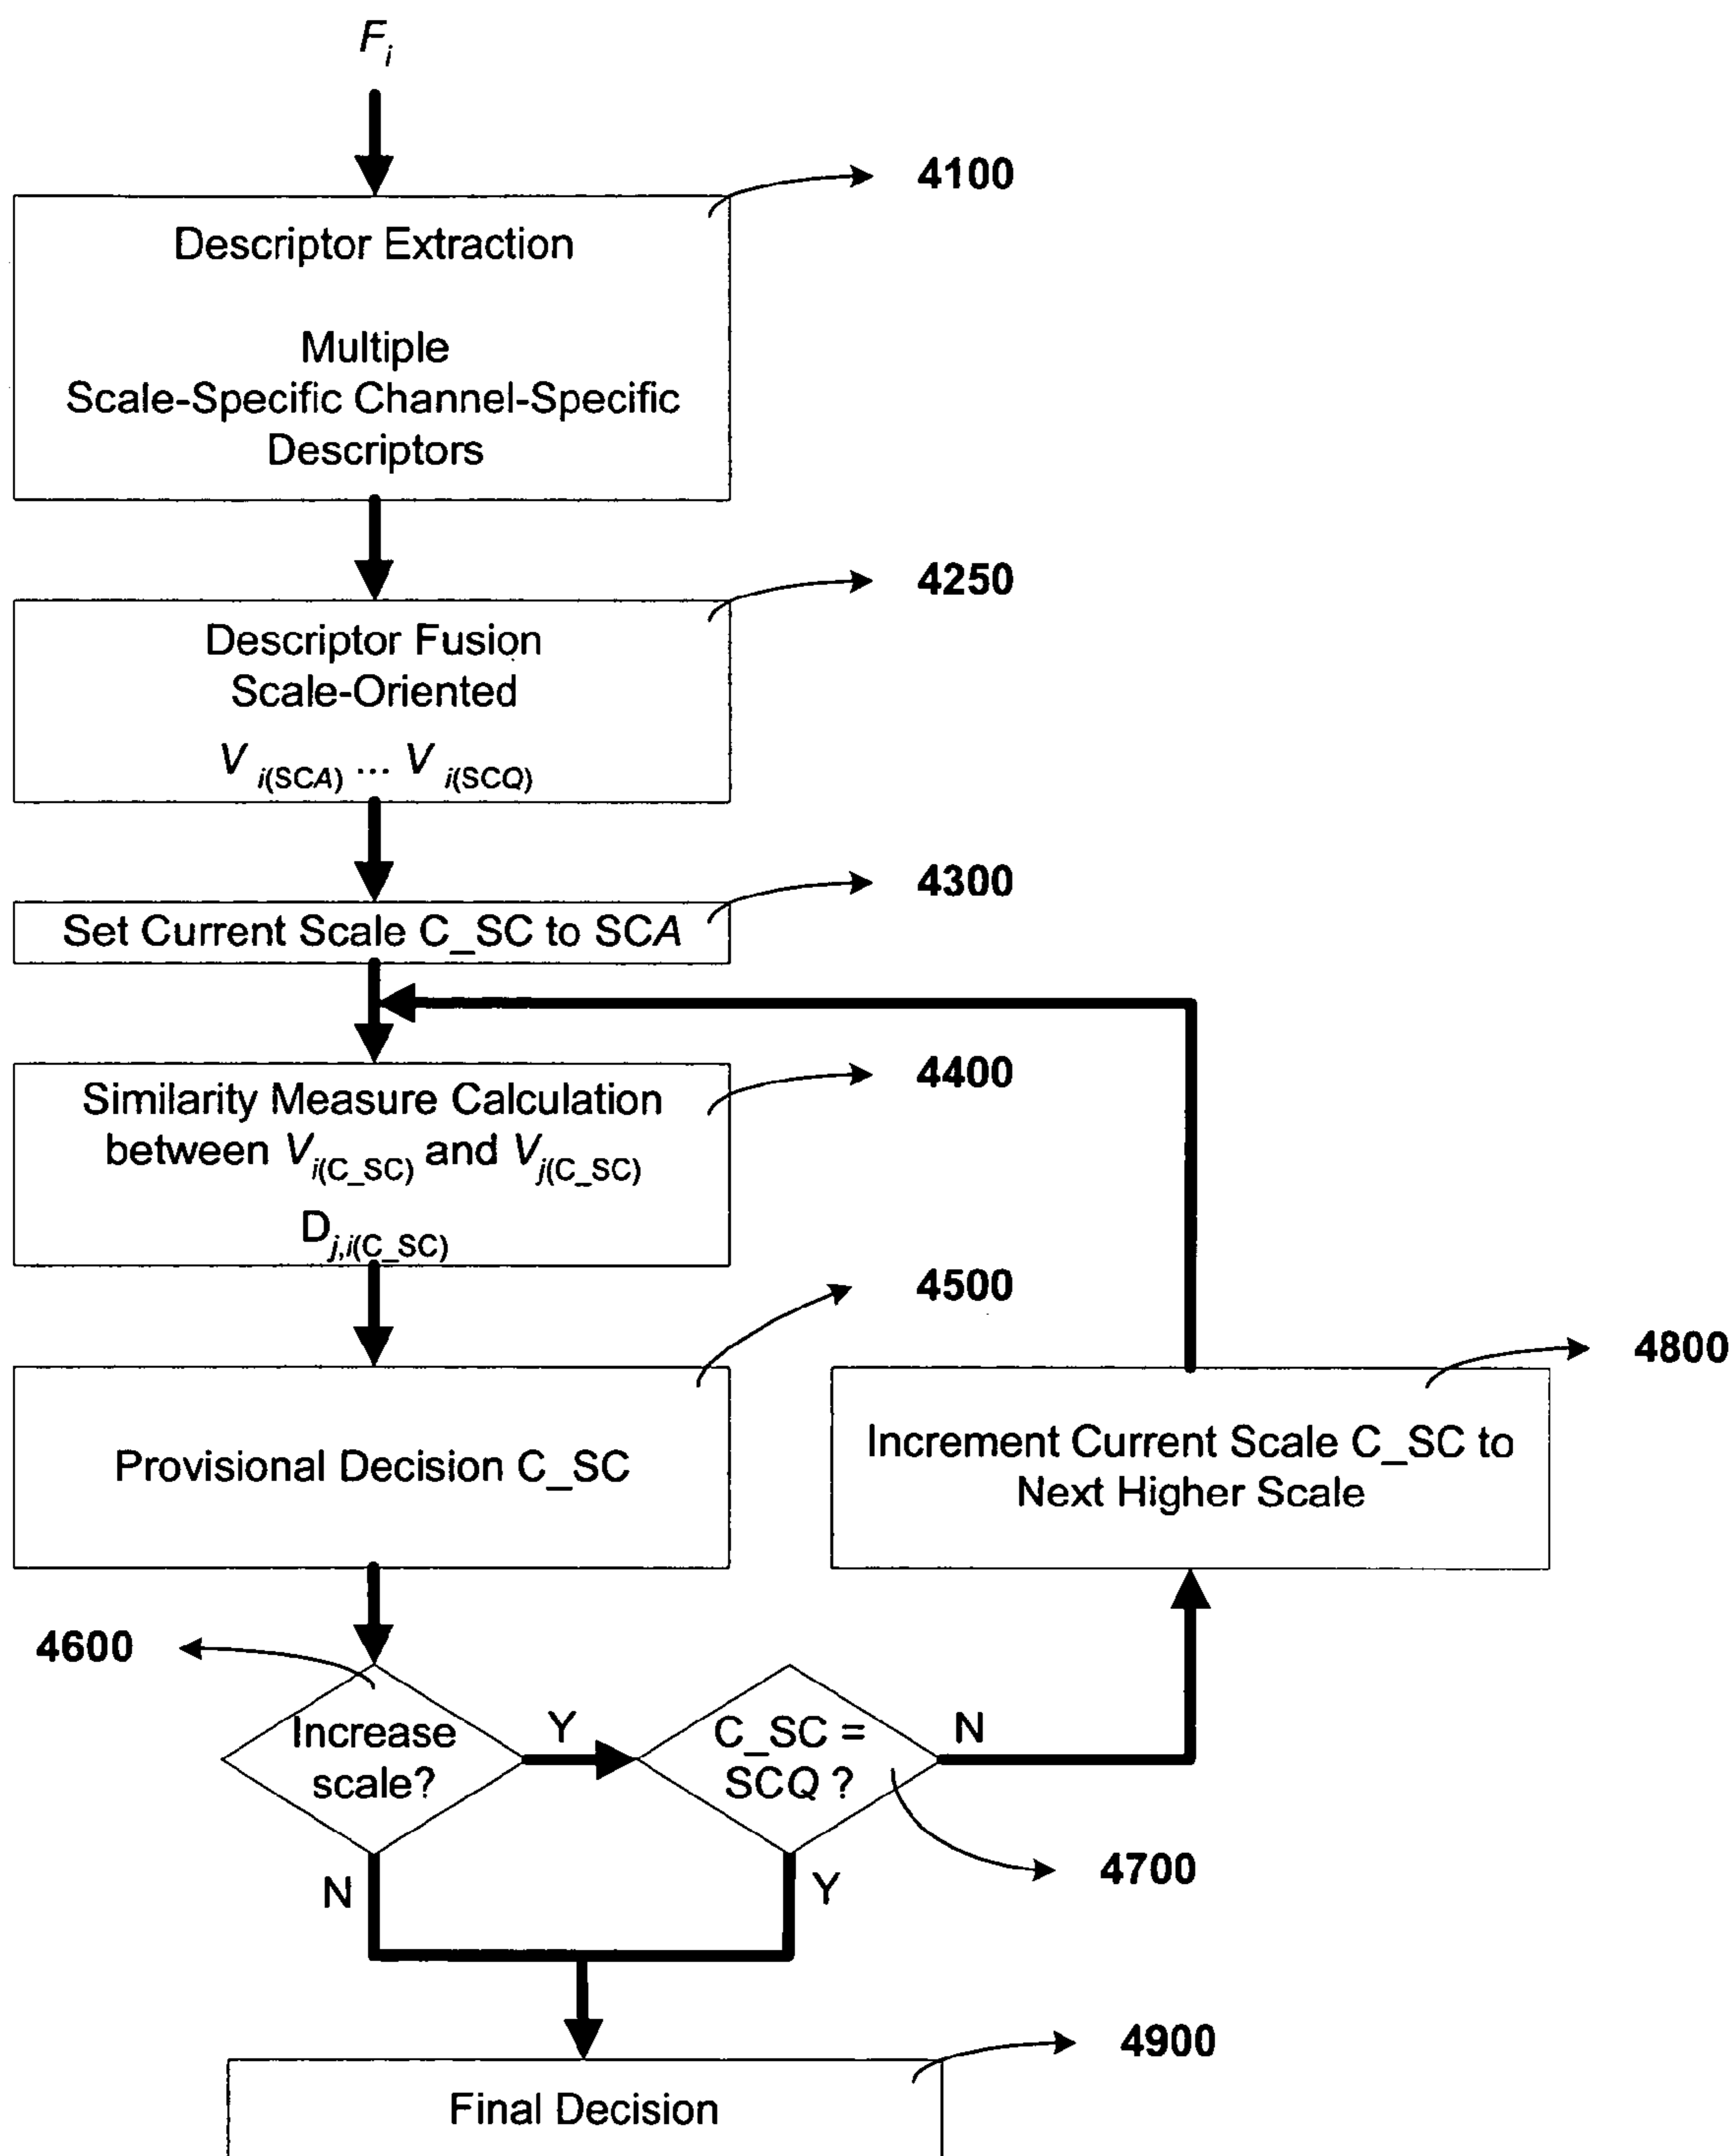 F i
4100
Descriptor Extraction
Multiple
Scale-Specific Channel-Specific
Descriptors
4250
Descriptor Fusion
Scale-Oriented
V i(SCA) ... V i(SCQ)
4300
Set Current Scale C_SC to SCA
4400
Similarity Measure Calculation
between Vi(C_SC) and Vj(C_SC)
Dj,i(C_SC)
4500
Provisional Decision C_SC
4800
Increment Current Scale C_SC to
Next Higher Scale
4600
Increase
scale?
Y
C_SC =
SCQ ?
N
4700
N
Y
4900
Final Decision